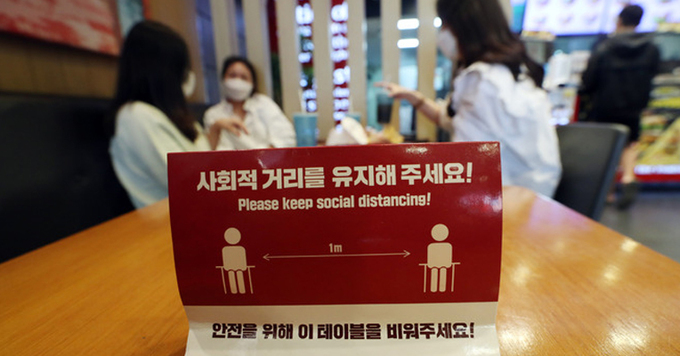 사회적 거리를 유지해 주세요!
Please keep social distancing!
1m
안전을 위해 이 테이블을 비워주세요!